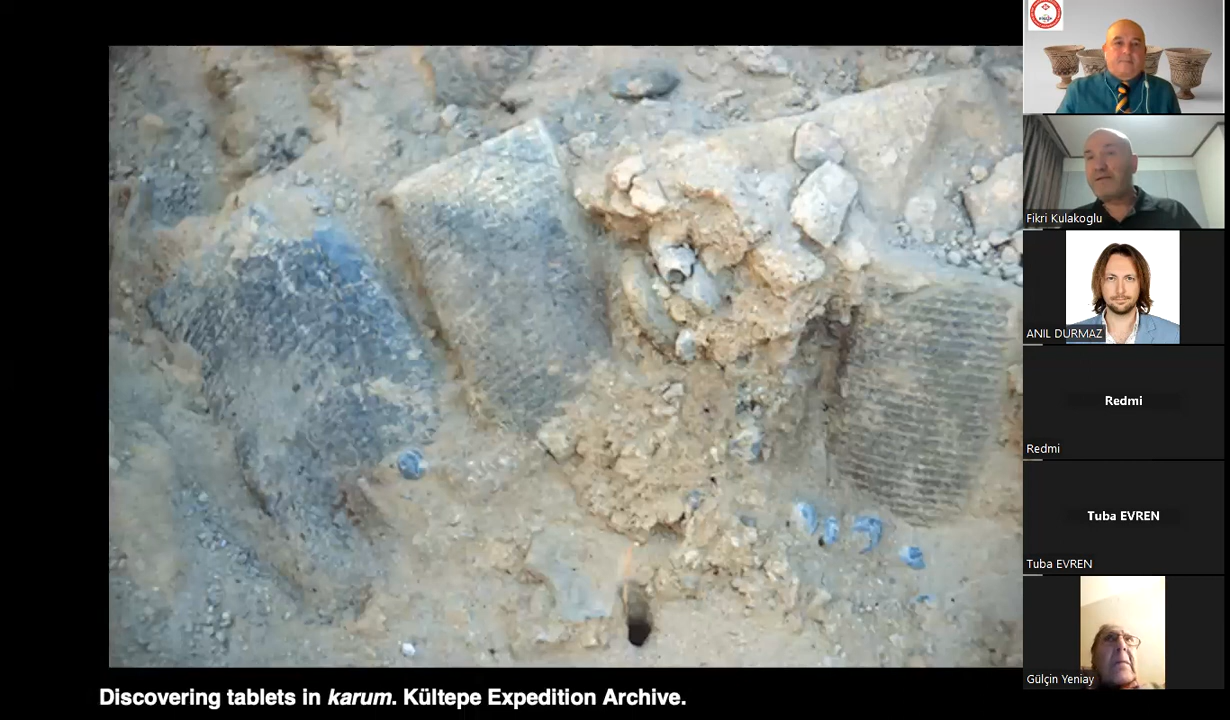 Discovering tablets in karum. Kültepe Expedition Archive.
Fikri Kulakoglu
ANIL DURMAZ
Redmi
Redmi
Tuba EVREN
Tuba EVREN
Gülçin Yeniay